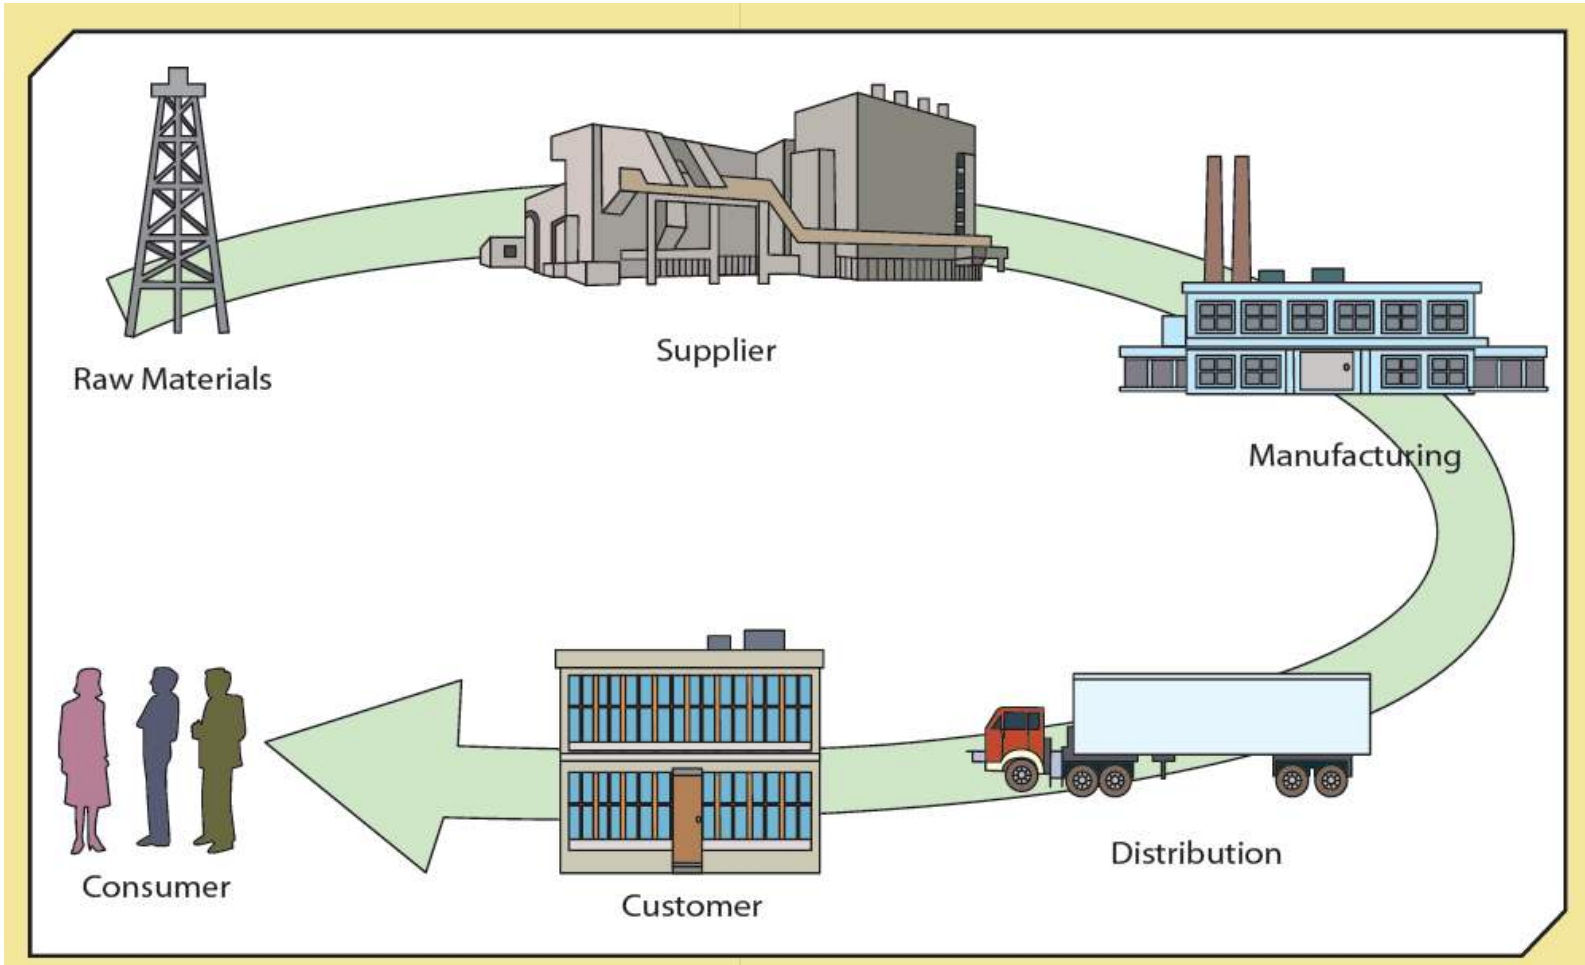 Raw Materials
Supplier
Manufacturing
Distribution
Customer
Consumer